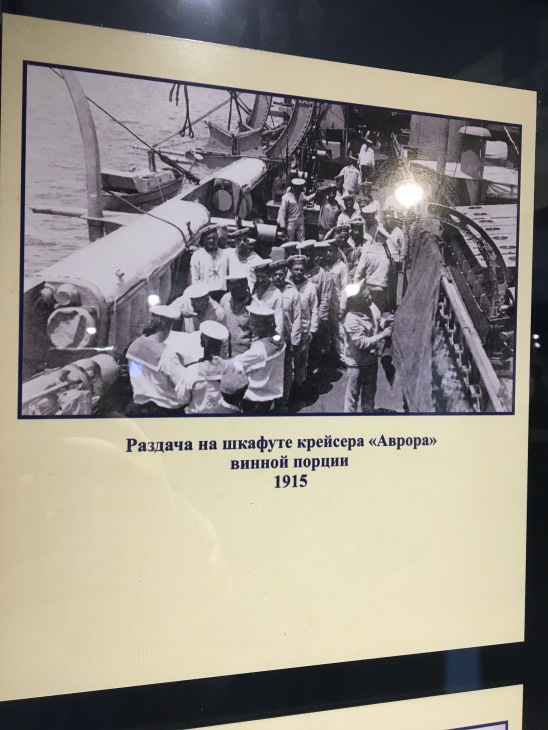 Раздача на шкафуте крейсера «Аврора»
винной порции
1915